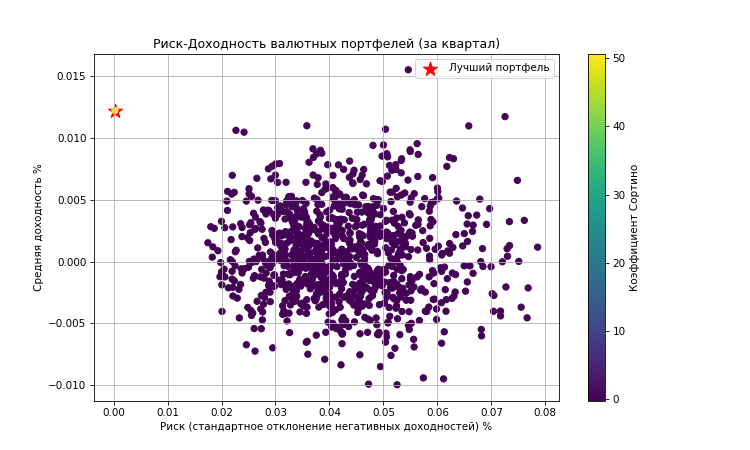 Риск-Доходность валютных портфелей (за квартал)
Лучший портфель
0.015
0.010
0.005
0.000
−0.005
−0.010
Средняя доходность %
0.00 0.01 0.02 0.03 0.04 0.05 0.06 0.07 0.08
Риск (стандартное отклонение негативных доходностей) %
50
40
30
20
10
0
Коэффициент Сортино